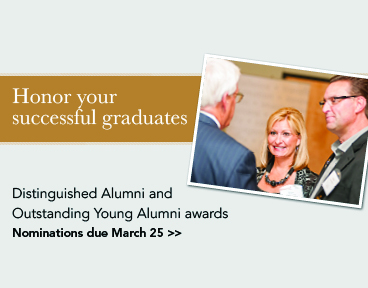 Honor your
successful graduates
Distinguished Alumni and
Outstanding Young Alumni awards
Nominations due March 25 >>